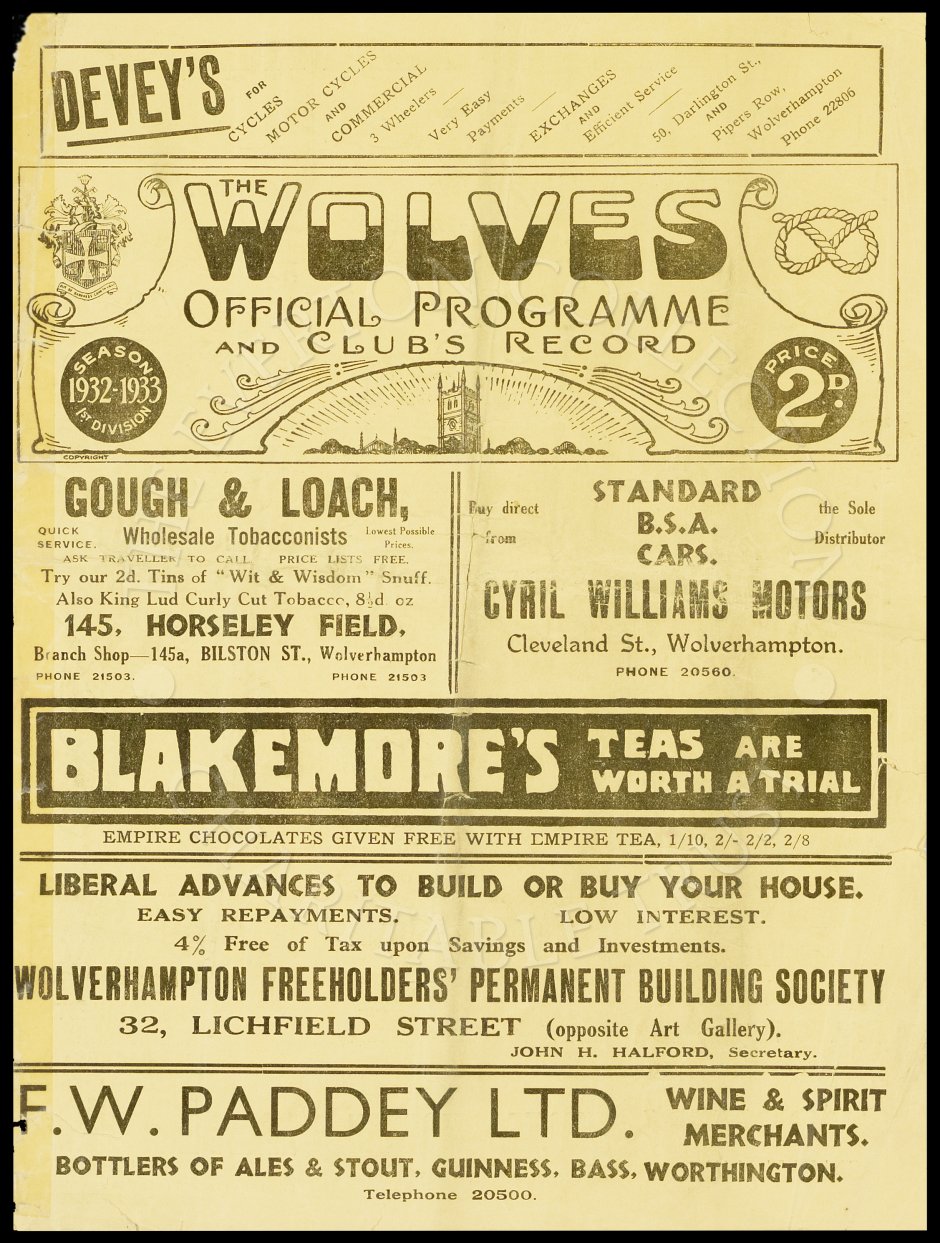 DEVEY'S
FOR
CYCLES
MOTOR CYCLES
AND
COMMERCIAL
3 Wheelers —
Very Easy
Payments —
EXCHANGES
AND
Efficient Service
—
50, Darlington St.,
AND
Pipers Row,
Wolverhampton
Phone 22806
THE
WOLVES
OFFICIAL PROGRAMME
AND CLUB'S RECORD
SEASON
1932-1933
1ST DIVISION
PRICE
2D.
COPYRIGHT
GOUGH & LOACH,
QUICK SERVICE.
Wholesale Tobacconists
Lowest Possible Prices.
ASK TRAVELLER TO CALL. PRICE LISTS FREE.
Try our 2d. Tins of "Wit & Wisdom" Snuff.
Also King Lud Curly Cut Tobacco, 8½d. oz
145, HORSELEY FIELD,
Branch Shop—145a, BILSTON ST., Wolverhampton
PHONE 21503. PHONE 21503
Buy direct from
STANDARD
B.S.A.
CARS.
the Sole Distributor
CYRIL WILLIAMS MOTORS
Cleveland St., Wolverhampton.
PHONE 20560.
BLAKEMORE'S TEAS ARE WORTH A TRIAL
EMPIRE CHOCOLATES GIVEN FREE WITH EMPIRE TEA, 1/10, 2/- 2/2, 2/8
LIBERAL ADVANCES TO BUILD OR BUY YOUR HOUSE.
EASY REPAYMENTS. LOW INTEREST.
4% Free of Tax upon Savings and Investments.
WOLVERHAMPTON FREEHOLDERS' PERMANENT BUILDING SOCIETY
32, LICHFIELD STREET (opposite Art Gallery).
JOHN H. HALFORD, Secretary.
F.W. PADDEY LTD. WINE & SPIRIT MERCHANTS.
BOTTLERS OF ALES & STOUT, GUINNESS, BASS, WORTHINGTON.
Telephone 20500.